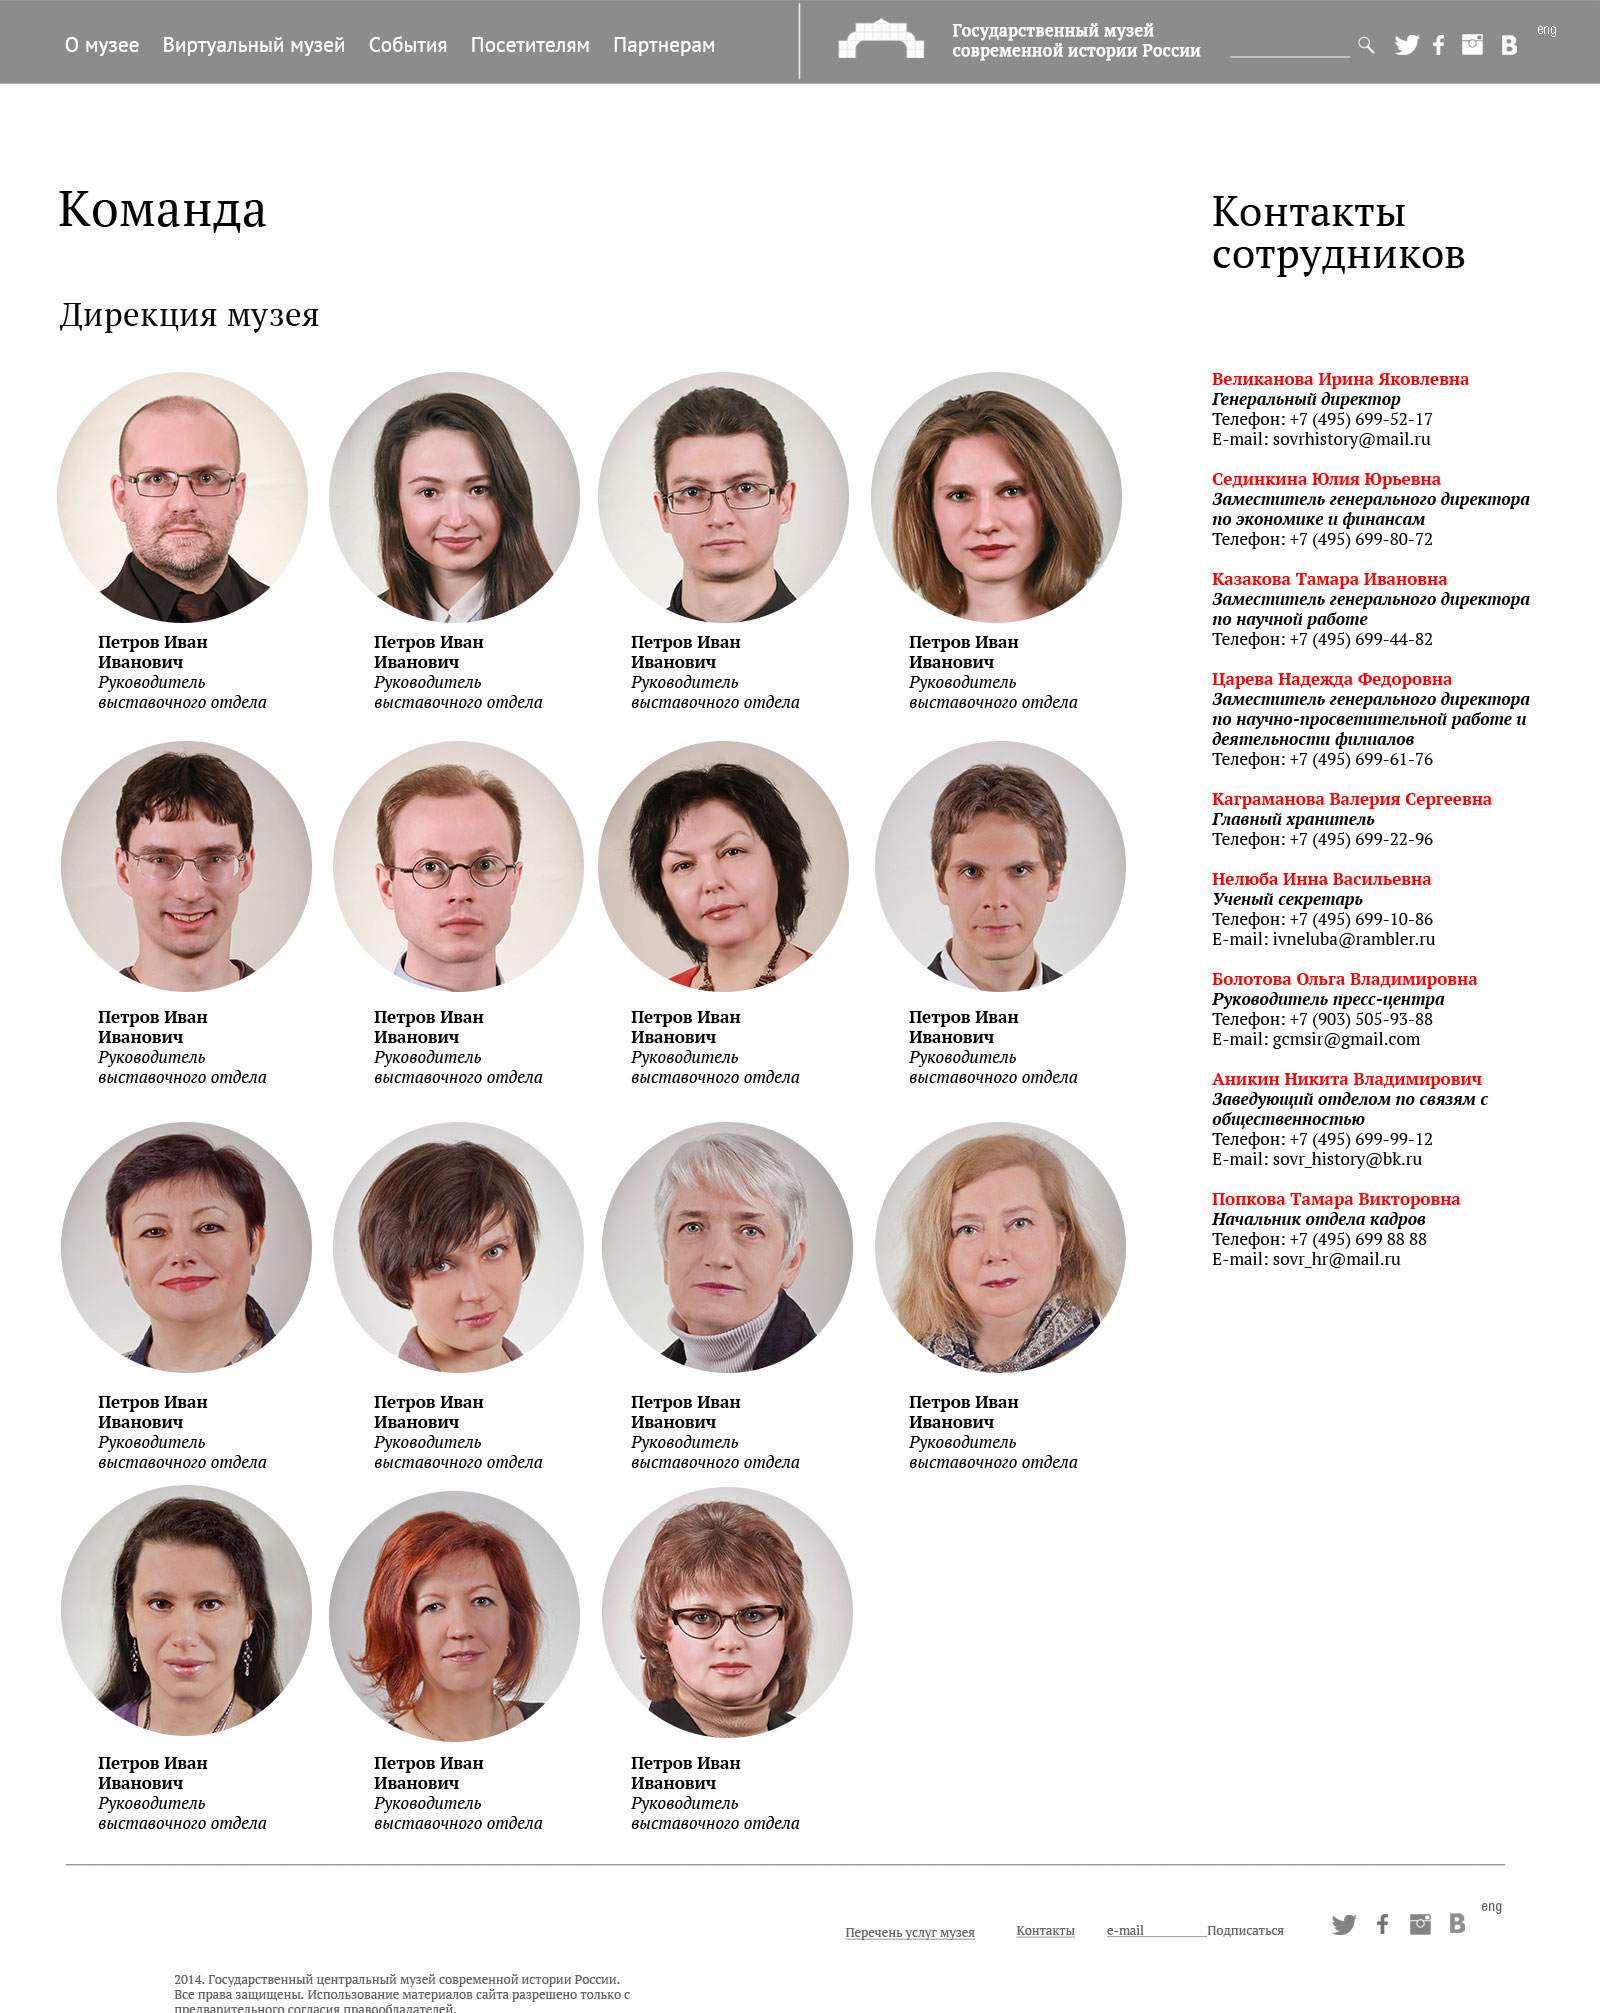 О музее Виртуальный музей События Посетителям Партнерам
Государственный музей
современной истории России
eng
Команда
Дирекция музея
Петров Иван
Иванович
Руководитель
выставочного отдела
Петров Иван
Иванович
Руководитель
выставочного отдела
Петров Иван
Иванович
Руководитель
выставочного отдела
Петров Иван
Иванович
Руководитель
выставочного отдела
Петров Иван
Иванович
Руководитель
выставочного отдела
Петров Иван
Иванович
Руководитель
выставочного отдела
Петров Иван
Иванович
Руководитель
выставочного отдела
Петров Иван
Иванович
Руководитель
выставочного отдела
Петров Иван
Иванович
Руководитель
выставочного отдела
Петров Иван
Иванович
Руководитель
выставочного отдела
Петров Иван
Иванович
Руководитель
выставочного отдела
Петров Иван
Иванович
Руководитель
выставочного отдела
Петров Иван
Иванович
Руководитель
выставочного отдела
Петров Иван
Иванович
Руководитель
выставочного отдела
Петров Иван
Иванович
Руководитель
выставочного отдела
Контакты
сотрудников
Великанова Ирина Яковлевна
Генеральный директор
Телефон: +7 (495) 699-52-17
E-mail: sovrhistory@mail.ru
Сединкина Юлия Юрьевна
Заместитель генерального директора
по экономике и финансам
Телефон: +7 (495) 699-80-72
Казакова Тамара Ивановна
Заместитель генерального директора
по научной работе
Телефон: +7 (495) 699-44-82
Царева Надежда Федоровна
Заместитель генерального директора
по научно-просветительной работе и
деятельности филиалов
Телефон: +7 (495) 699-61-76
Каграманова Валерия Сергеевна
Главный хранитель
Телефон: +7 (495) 699-22-96
Нелюба Инна Васильевна
Ученый секретарь
Телефон: +7 (495) 699-10-86
E-mail: ivneluba@rambler.ru
Болотова Ольга Владимировна
Руководитель пресс-центра
Телефон: +7 (903) 505-93-88
E-mail: gcmsir@gmail.com
Аникин Никита Владимирович
Заведующий отделом по связям с
общественностью
Телефон: +7 (495) 699-99-12
E-mail: sovr_history@bk.ru
Попкова Тамара Викторовна
Начальник отдела кадров
Телефон: +7 (495) 699 88 88
E-mail: sovr_hr@mail.ru
Перечень услуг музея Контакты e-mail Подписаться
eng
2014. Государственный центральный музей современной истории России.
Все права защищены. Использование материалов сайта разрешено только с
предварительного согласия правообладателей.